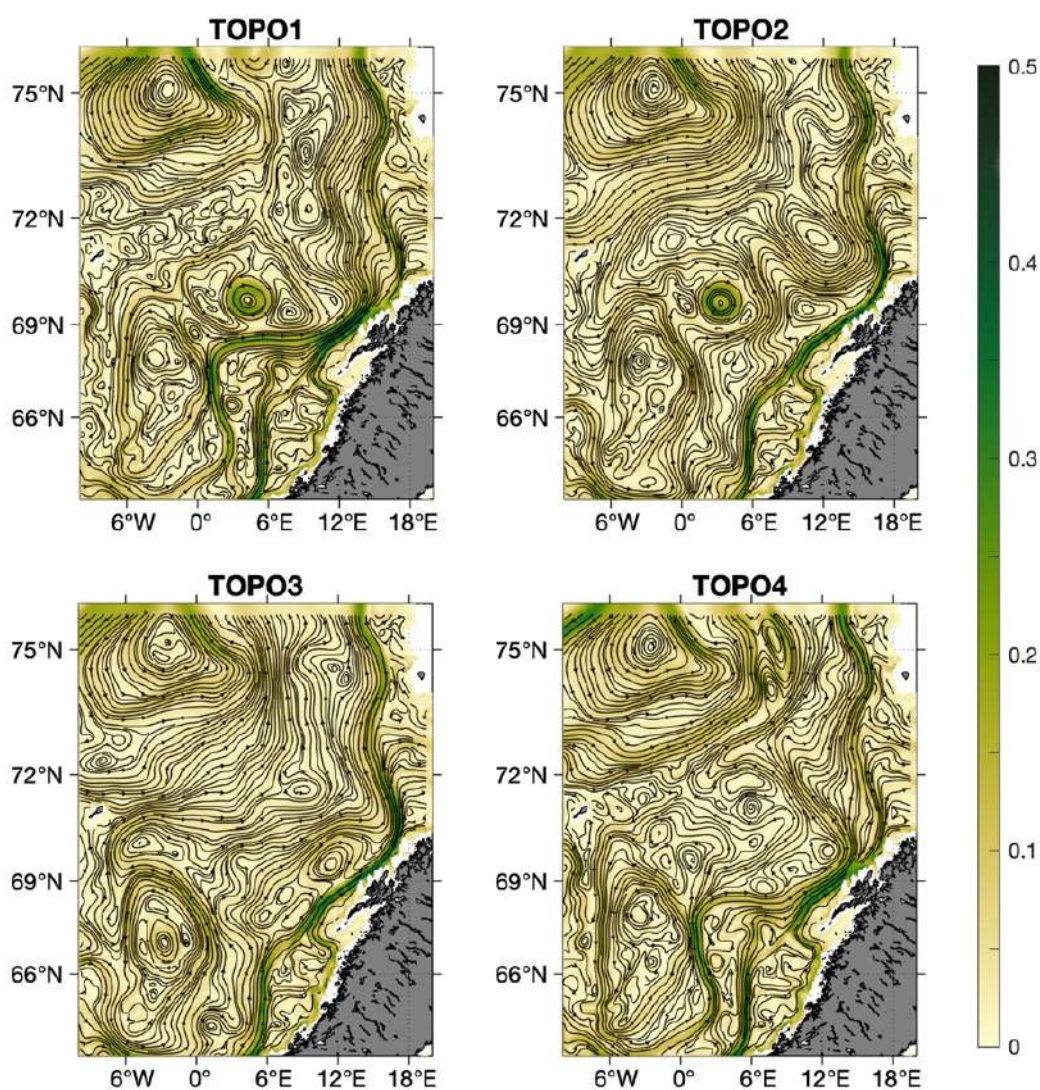 TOPO1 TOPO2
75°N 75°N 0.5
72°N 72°N
69°N 69°N 0.4
66°N 66°N
0.3
6°W 0° 6°E 12°E 18°E 6°W 0° 6°E 12°E 18°E
TOPO3 TOPO4
75°N 75°N 0.2
72°N 72°N
0.1
69°N 69°N
66°N 66°N
0
6°W 0° 6°E 12°E 18°E 6°W 0° 6°E 12°E 18°E